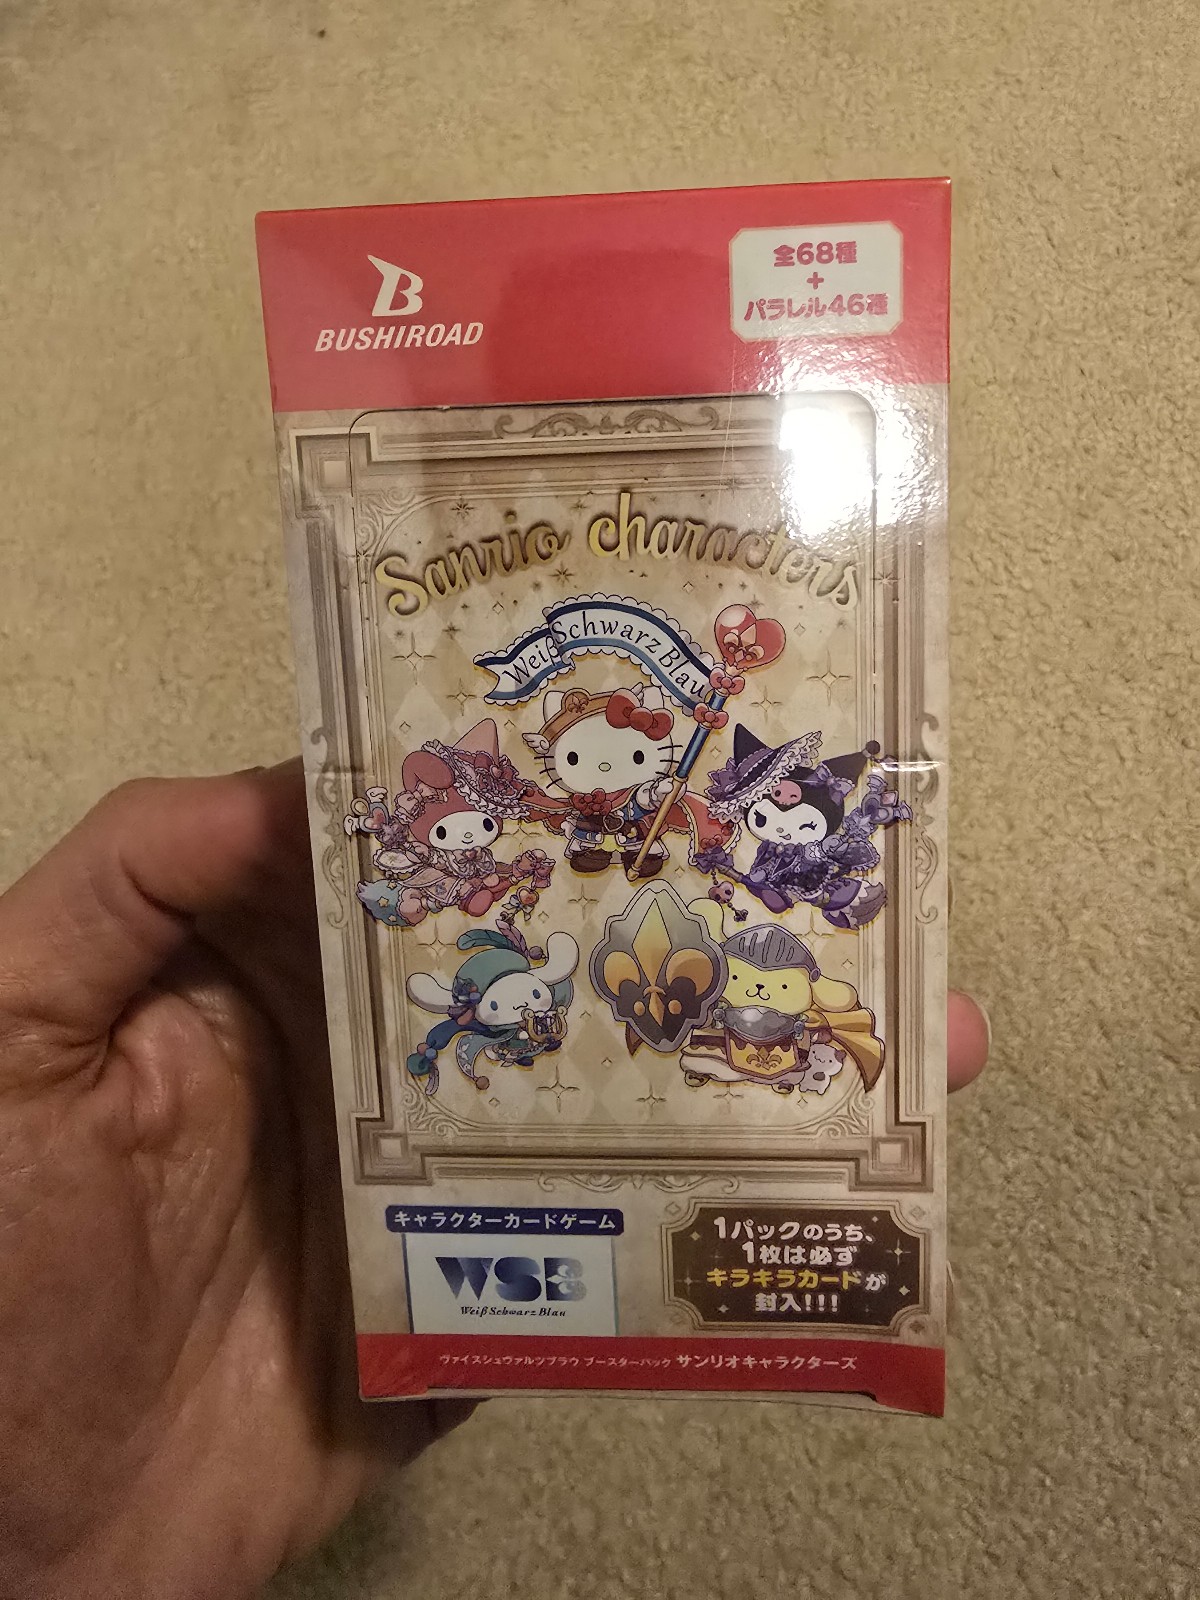 BUSHIROAD
全68種
+
パラレル46種
Sanrio characters
Weiß Schwarz Blau
キャラクターカードゲーム
WSB
Weiß Schwarz Blau
1パックのうち、
1枚は必ず
キラキラカードが
封入!!!
ヴァイスシュヴァルツブラウ ブースターパック サンリオキャラクターズ